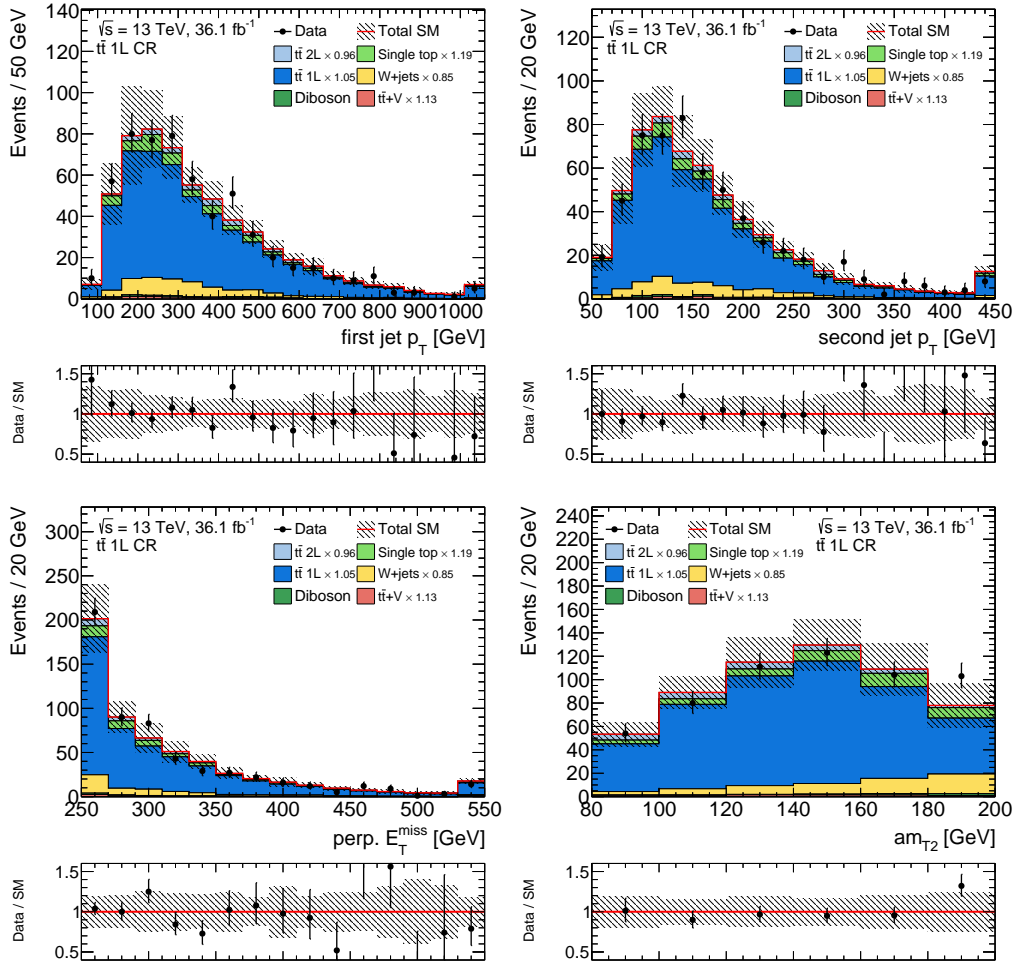 Events / 50 GeV
√s = 13 TeV, 36.1 fb⁻¹
tt̄ 1L CR
Data
Total SM
tt̄ 2L × 0.96
Single top × 1.19
tt̄ 1L × 1.05
W+jets × 0.85
Diboson
tt̄+V × 1.13
140
120
100
80
60
40
20
0
100 200 300 400 500 600 700 800 900 1000
first jet p_T [GeV]
Data / SM
1.5
1
0.5
Events / 20 GeV
√s = 13 TeV, 36.1 fb⁻¹
tt̄ 1L CR
Data
Total SM
tt̄ 2L × 0.96
Single top × 1.19
tt̄ 1L × 1.05
W+jets × 0.85
Diboson
tt̄+V × 1.13
120
100
80
60
40
20
0
50 100 150 200 250 300 350 400 450
second jet p_T [GeV]
Data / SM
1.5
1
0.5
Events / 20 GeV
√s = 13 TeV, 36.1 fb⁻¹
tt̄ 1L CR
Data
Total SM
tt̄ 2L × 0.96
Single top × 1.19
tt̄ 1L × 1.05
W+jets × 0.85
Diboson
tt̄+V × 1.13
300
250
200
150
100
50
0
250 300 350 400 450 500 550
perp. E_T^miss [GeV]
Data / SM
1.5
1
0.5
Events / 20 GeV
Data
Total SM
√s = 13 TeV, 36.1 fb⁻¹
tt̄ 1L CR
tt̄ 2L × 0.96
Single top × 1.19
tt̄ 1L × 1.05
W+jets × 0.85
Diboson
tt̄+V × 1.13
240
220
200
180
160
140
120
100
80
60
40
20
0
80 100 120 140 160 180 200
am_T2 [GeV]
Data / SM
1.5
1
0.5